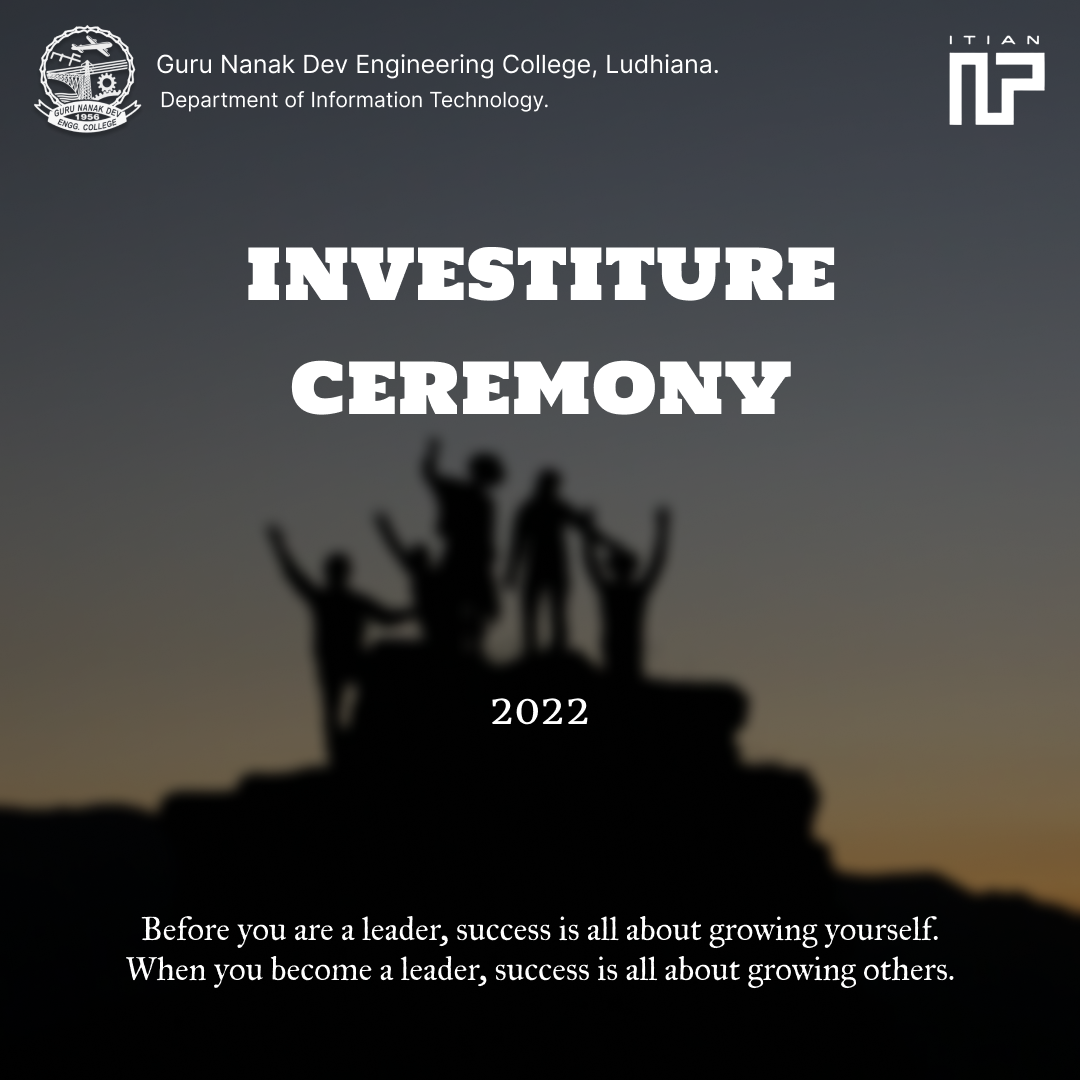 Guru Nanak Dev Engineering College, Ludhiana.
Department of Information Technology.
GURU NANAK DEV
1956
ENGG. COLLEGE
ITIAN
INVESTITURE
CEREMONY
2022
Before you are a leader, success is all about growing yourself.
When you become a leader, success is all about growing others.